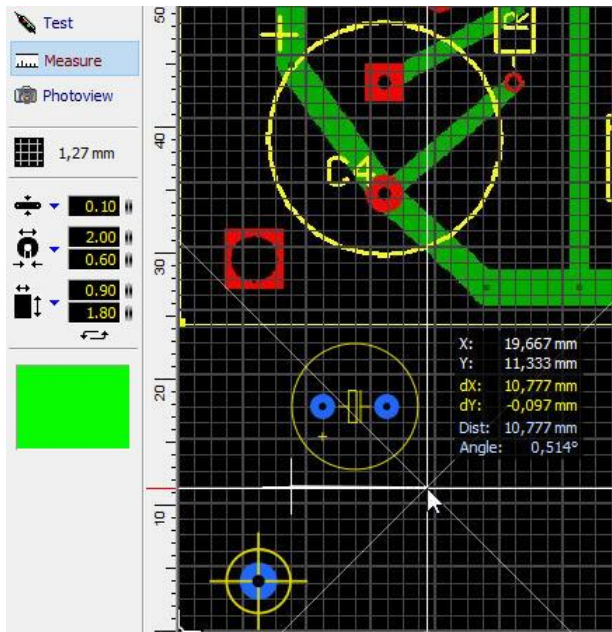 Test
Measure
Photoview
1,27 mm
0.10
2.00
0.60
0.90
1.80
50
40
30
20
10
C4
X: 19,667 mm
Y: 11,333 mm
dX: 10,777 mm
dY: -0,097 mm
Dist: 10,777 mm
Angle: 0,514°